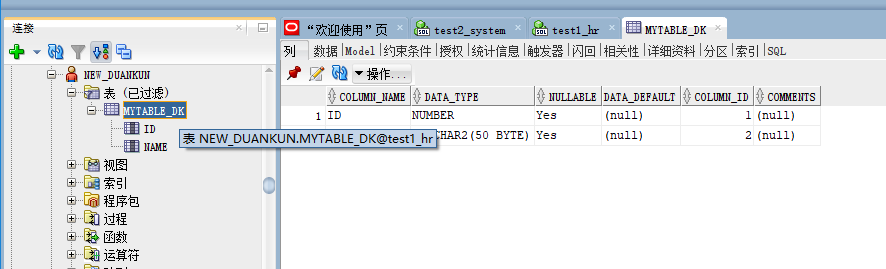 连接
"欢迎使用"页 test2_system test1_hr MYTABLE_DK
列 数据 Model 约束条件 授权 统计信息 触发器 闪回 相关性 详细资料 分区 索引 SQL
操作...
NEW_DUANKUN
表 (已过滤)
MYTABLE_DK
ID
NAME
表 NEW_DUANKUN.MYTABLE_DK@test1_hr
视图
索引
程序包
过程
函数
运算符
COLUMN_NAME DATA_TYPE NULLABLE DATA_DEFAULT COLUMN_ID COMMENTS
1 ID NUMBER Yes (null) 1 (null)
CHAR2(50 BYTE) Yes (null) 2 (null)